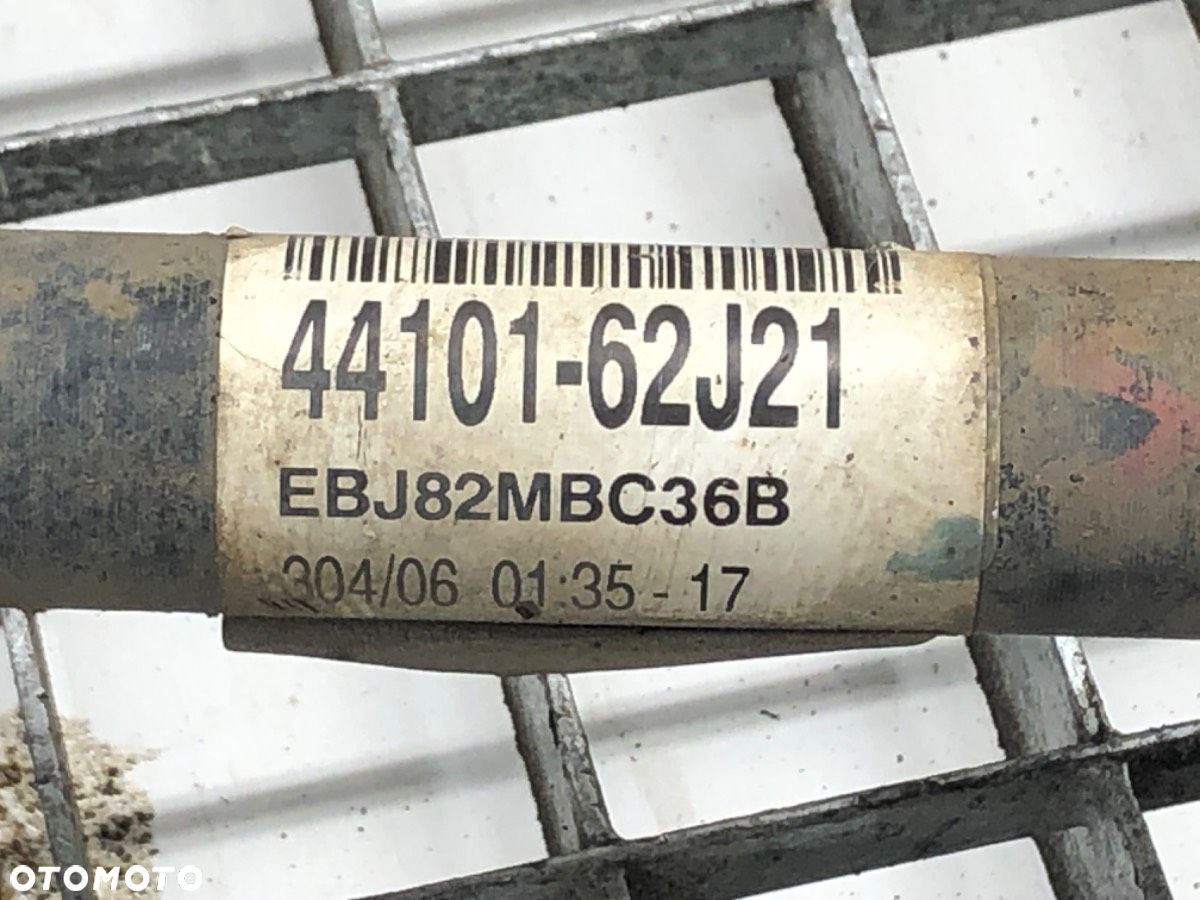 44101-62J21
EBJ82MBC36B
304/06 01:35 - 17
OTOMOTO